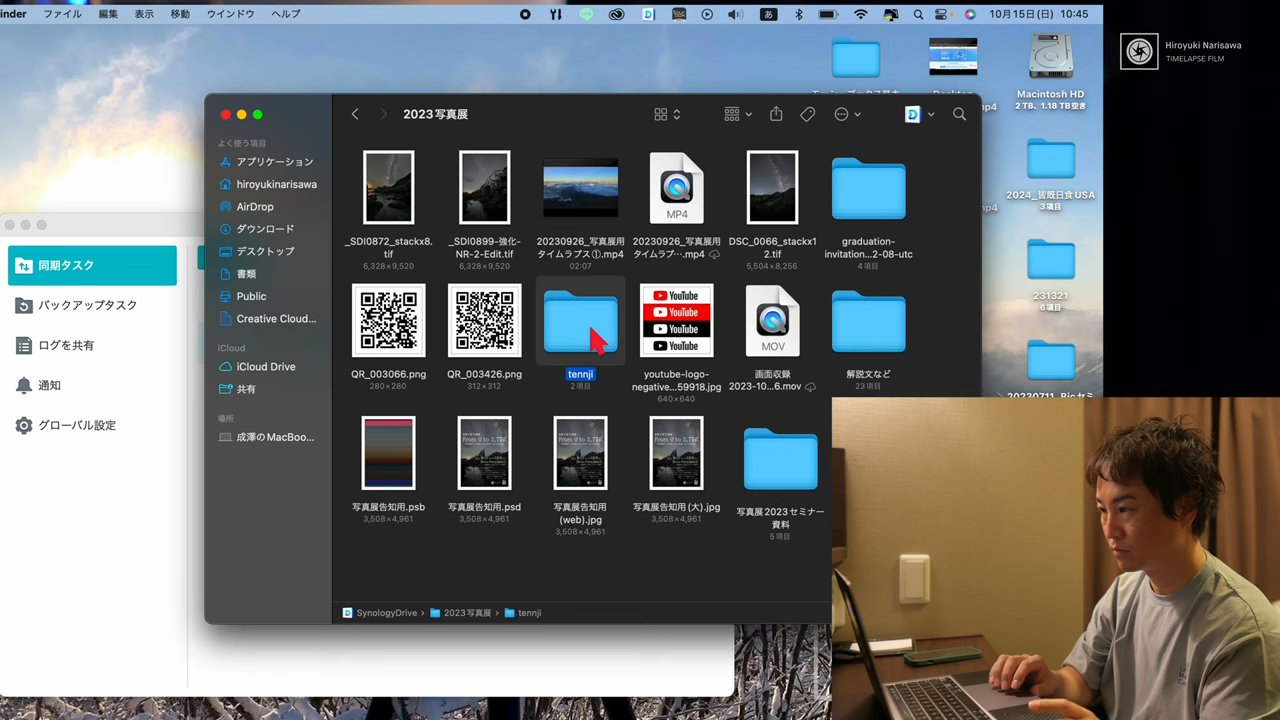 inder ファイル 編集 表示 移動 ウインドウ ヘルプ
あ 10月15日(日) 10:45
Hiroyuki Narisawa
TIMELAPSE FILM
2023写真展
よく使う項目
アプリケーション
hiroyukinarisawa
AirDrop
ダウンロード
デスクトップ
書類
Public
Creative Cloud...
iCloud
iCloud Drive
共有
場所
成澤のMacBoo...
同期タスク
バックアップタスク
ログを共有
通知
グローバル設定
MP4
_SDI0872_stackx8.
tif
6,328×9,520
_SDI0899-強化-
NR-2-Edit.tif
6,328×9,520
20230926_写真展用
タイムラプス①).mp4
02:07
20230926_写真展用
タイムラプ….mp4
DSC_0066_stackx1
2.tif
5,504×8,256
graduation-
invitation...2-08-utc
4項目
YouTube
YouTube
YouTube
YouTube
MOV
QR_003066.png
280×280
QR_003426.png
312×312
tennji
2項目
youtube-logo-
negative...59918.jpg
640×640
画面収録
2023-10...6.mov
解説文など
23項目
From 0 to 3,776
From 0 to 3,776
From 0 to 3,776
写真展告知用.psb
3,508×4,961
写真展告知用.psd
3,508×4,961
写真展告知用
(web).jpg
3,508×4,961
写真展告知用(大).jpg
3,508×4,961
写真展2023セミナー
資料
5項目
SynologyDrive › 2023写真展 › tennji
Macintosh HD
2 TB、1.18 TB空き
2024_皆既日食USA
3項目
231321
6項目